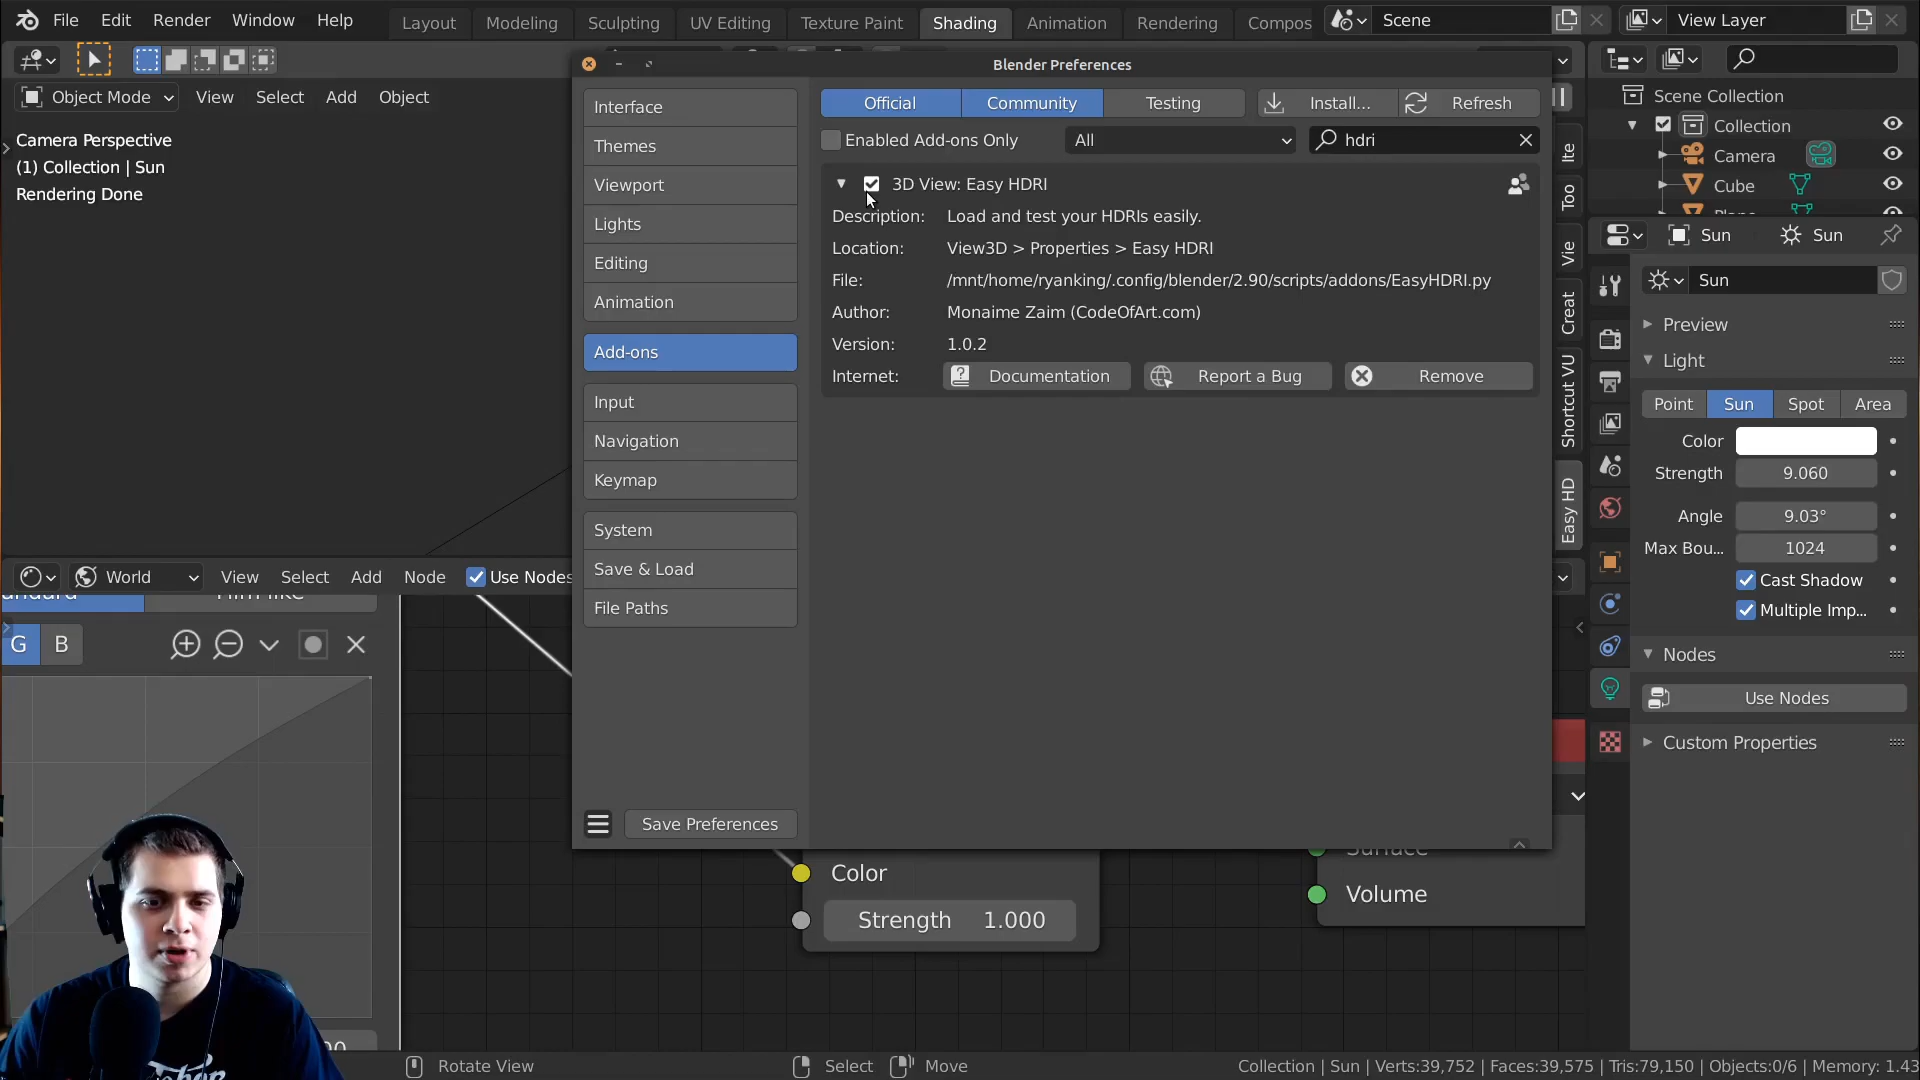 File Edit Render Window Help
Layout Modeling Sculpting UV Editing Texture Paint Shading Animation Rendering Compos
Scene
View Layer
Object Mode View Select Add Object
Camera Perspective
(1) Collection | Sun
Rendering Done
Blender Preferences
Interface
Themes
Viewport
Lights
Editing
Animation
Add-ons
Input
Navigation
Keymap
System
Save & Load
File Paths
Save Preferences
Official Community Testing Install... Refresh
Enabled Add-ons Only All hdri
3D View: Easy HDRI
Description: Load and test your HDRIs easily.
Location: View3D > Properties > Easy HDRI
File: /mnt/home/ryanking/.config/blender/2.90/scripts/addons/EasyHDRI.py
Author: Monaime Zaim (CodeOfArt.com)
Version: 1.0.2
Internet: Documentation Report a Bug Remove
Ite
Too
Vie
Creat
Shortcut VU
Easy HD
Scene Collection
Collection
Camera
Cube
Sun Sun
Sun
Preview
Light
Point Sun Spot Area
Color
Strength 9.060
Angle 9.03°
Max Bou... 1024
Cast Shadow
Multiple Imp...
Nodes
Use Nodes
Custom Properties
World View Select Add Node Use Nodes
G B
Color
Strength 1.000
Surface
Volume
Rotate View Select Move
Collection | Sun | Verts:39,752 | Faces:39,575 | Tris:79,150 | Objects:0/6 | Memory: 1.43